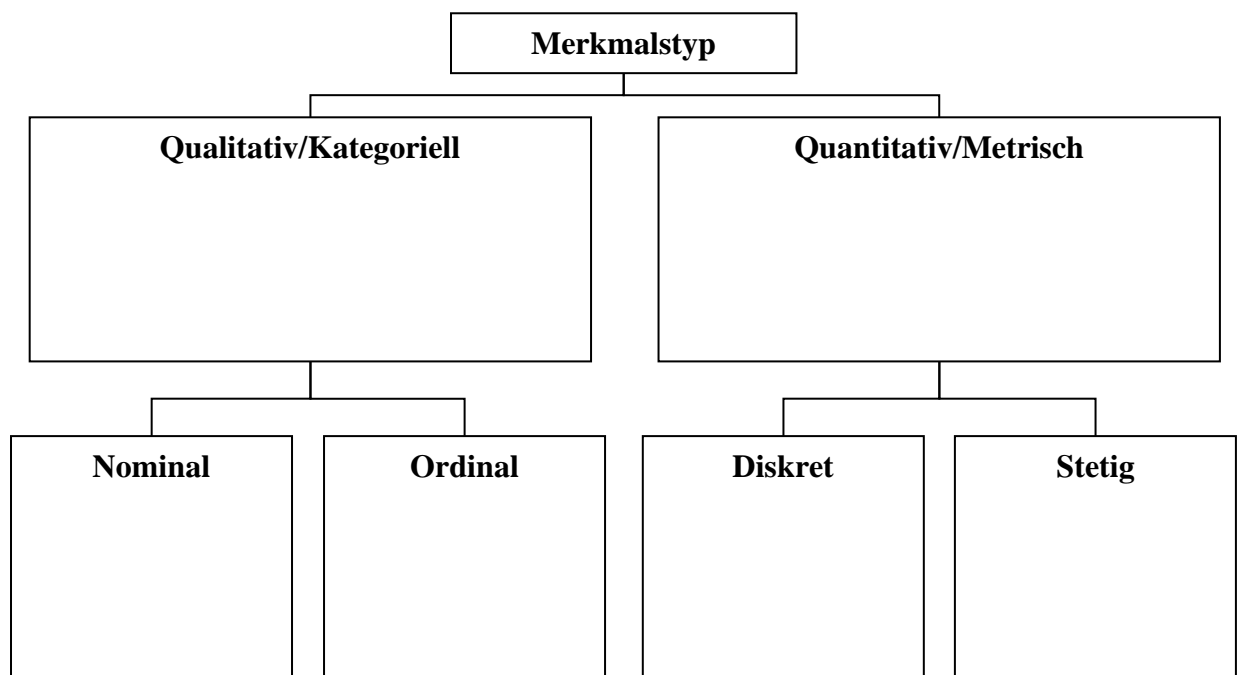 Merkmalstyp
Qualitativ/Kategoriell
Quantitativ/Metrisch
Nominal
Ordinal
Diskret
Stetig